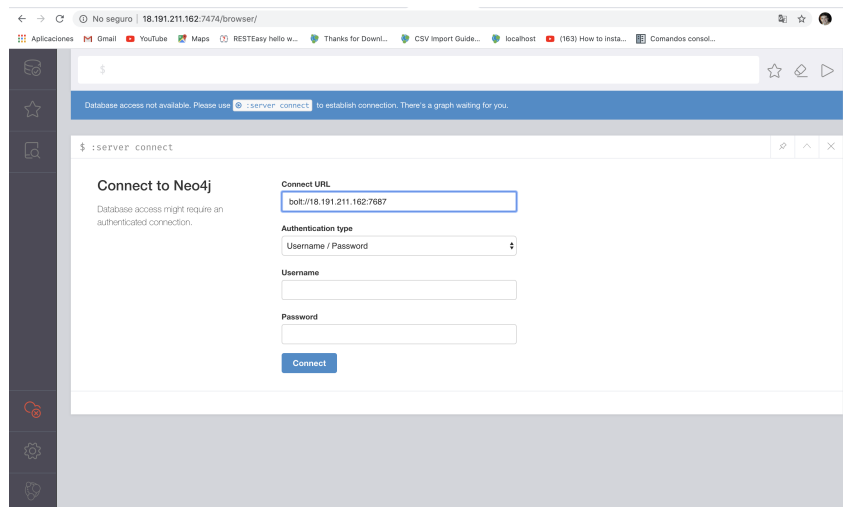 No seguro | 18.191.211.162:7474/browser/
Aplicaciones Gmail YouTube Maps RESTEasy hello w... Thanks for Downl... CSV Import Guide... localhost (163) How to insta... Comandos consol...
$
Database access not available. Please use :server connect to establish connection. There's a graph waiting for you.
$ :server connect
Connect to Neo4j
Database access might require an
authenticated connection.
Connect URL
bolt://18.191.211.162:7687
Authentication type
Username / Password
Username
Password
Connect